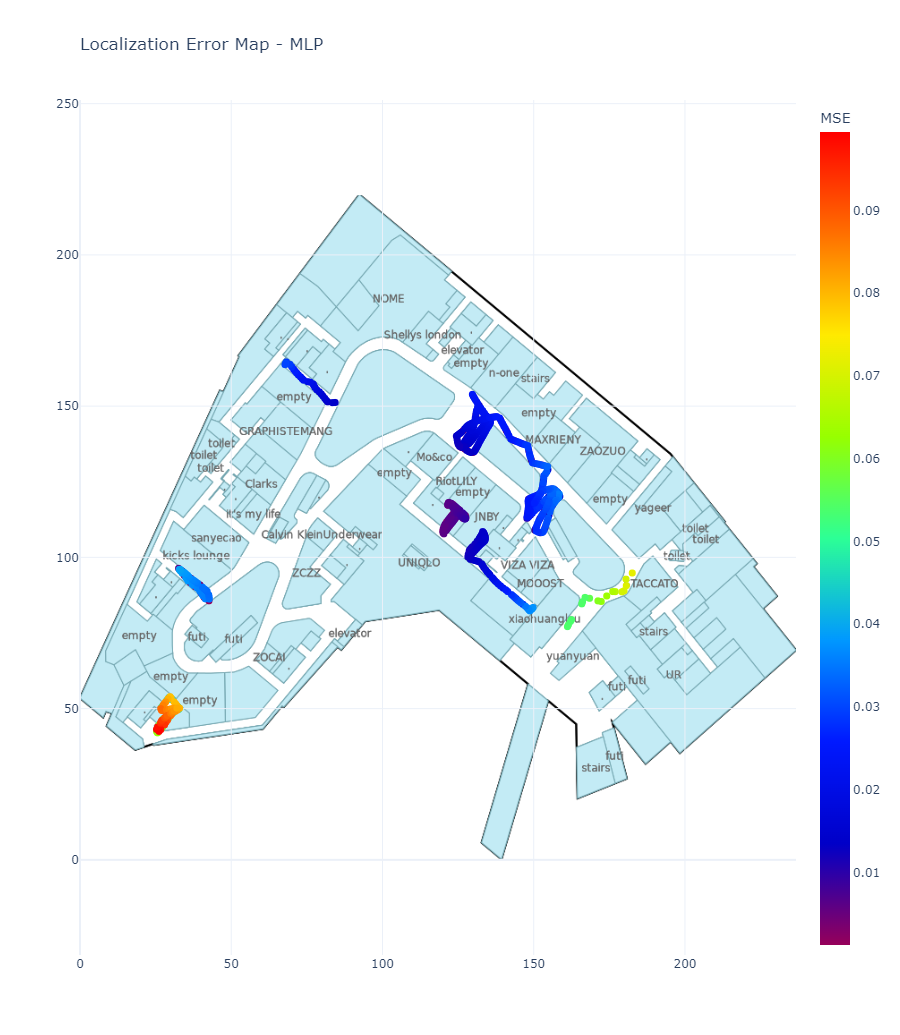 Localization Error Map - MLP
MSE
250
200
150
100
50
0
0
50
100
150
200
0.09
0.08
0.07
0.06
0.05
0.04
0.03
0.02
0.01
NOME
Shellys london
elevator
empty
n-one
stairs
empty
empty
GRAPHISTEMANG
MAXRIENY
toilet
toilet
toilet
Mo&co
ZAOZUO
empty
RiotLILY
empty
Clarks
empty
yageer
it's my life
JNBY
toilet
toilet
sanyecao
Calvin KleinUnderwear
kicks lounge
UNIQLO
VIZA VIZA
toilet
ZCZZ
MOOOST
TACCATO
empty
futi
futi
elevator
stairs
ZOCAI
yuanyuan
empty
UR
futi
futi
empty
futi
stairs